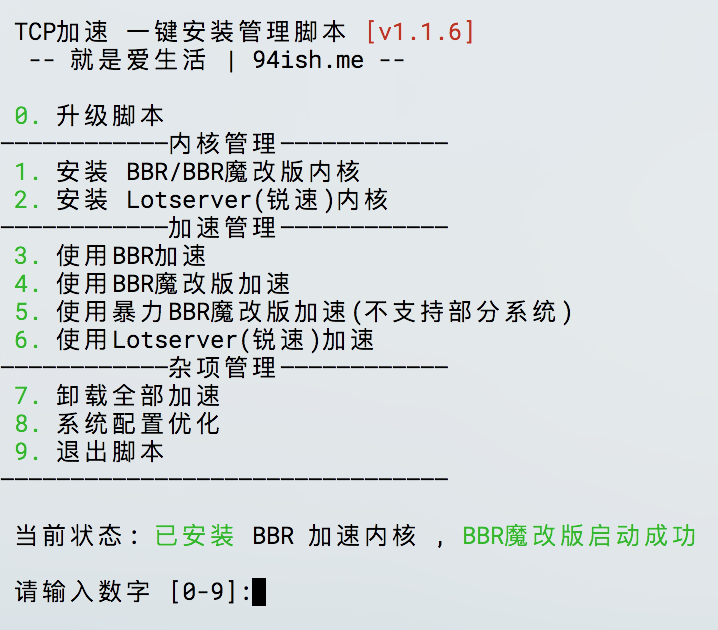 TCP加速 一键安装管理脚本 [v1.1.6]
-- 就是爱生活 | 94ish.me --
0. 升级脚本
————————————内核管理————————————
1. 安装 BBR/BBR魔改版内核
2. 安装 Lotserver(锐速)内核
————————————加速管理————————————
3. 使用BBR加速
4. 使用BBR魔改版加速
5. 使用暴力BBR魔改版加速(不支持部分系统)
6. 使用Lotserver(锐速)加速
————————————杂项管理————————————
7. 卸载全部加速
8. 系统配置优化
9. 退出脚本
————————————————————————————————
当前状态: 已安装 BBR 加速内核 , BBR魔改版启动成功
请输入数字 [0-9]: